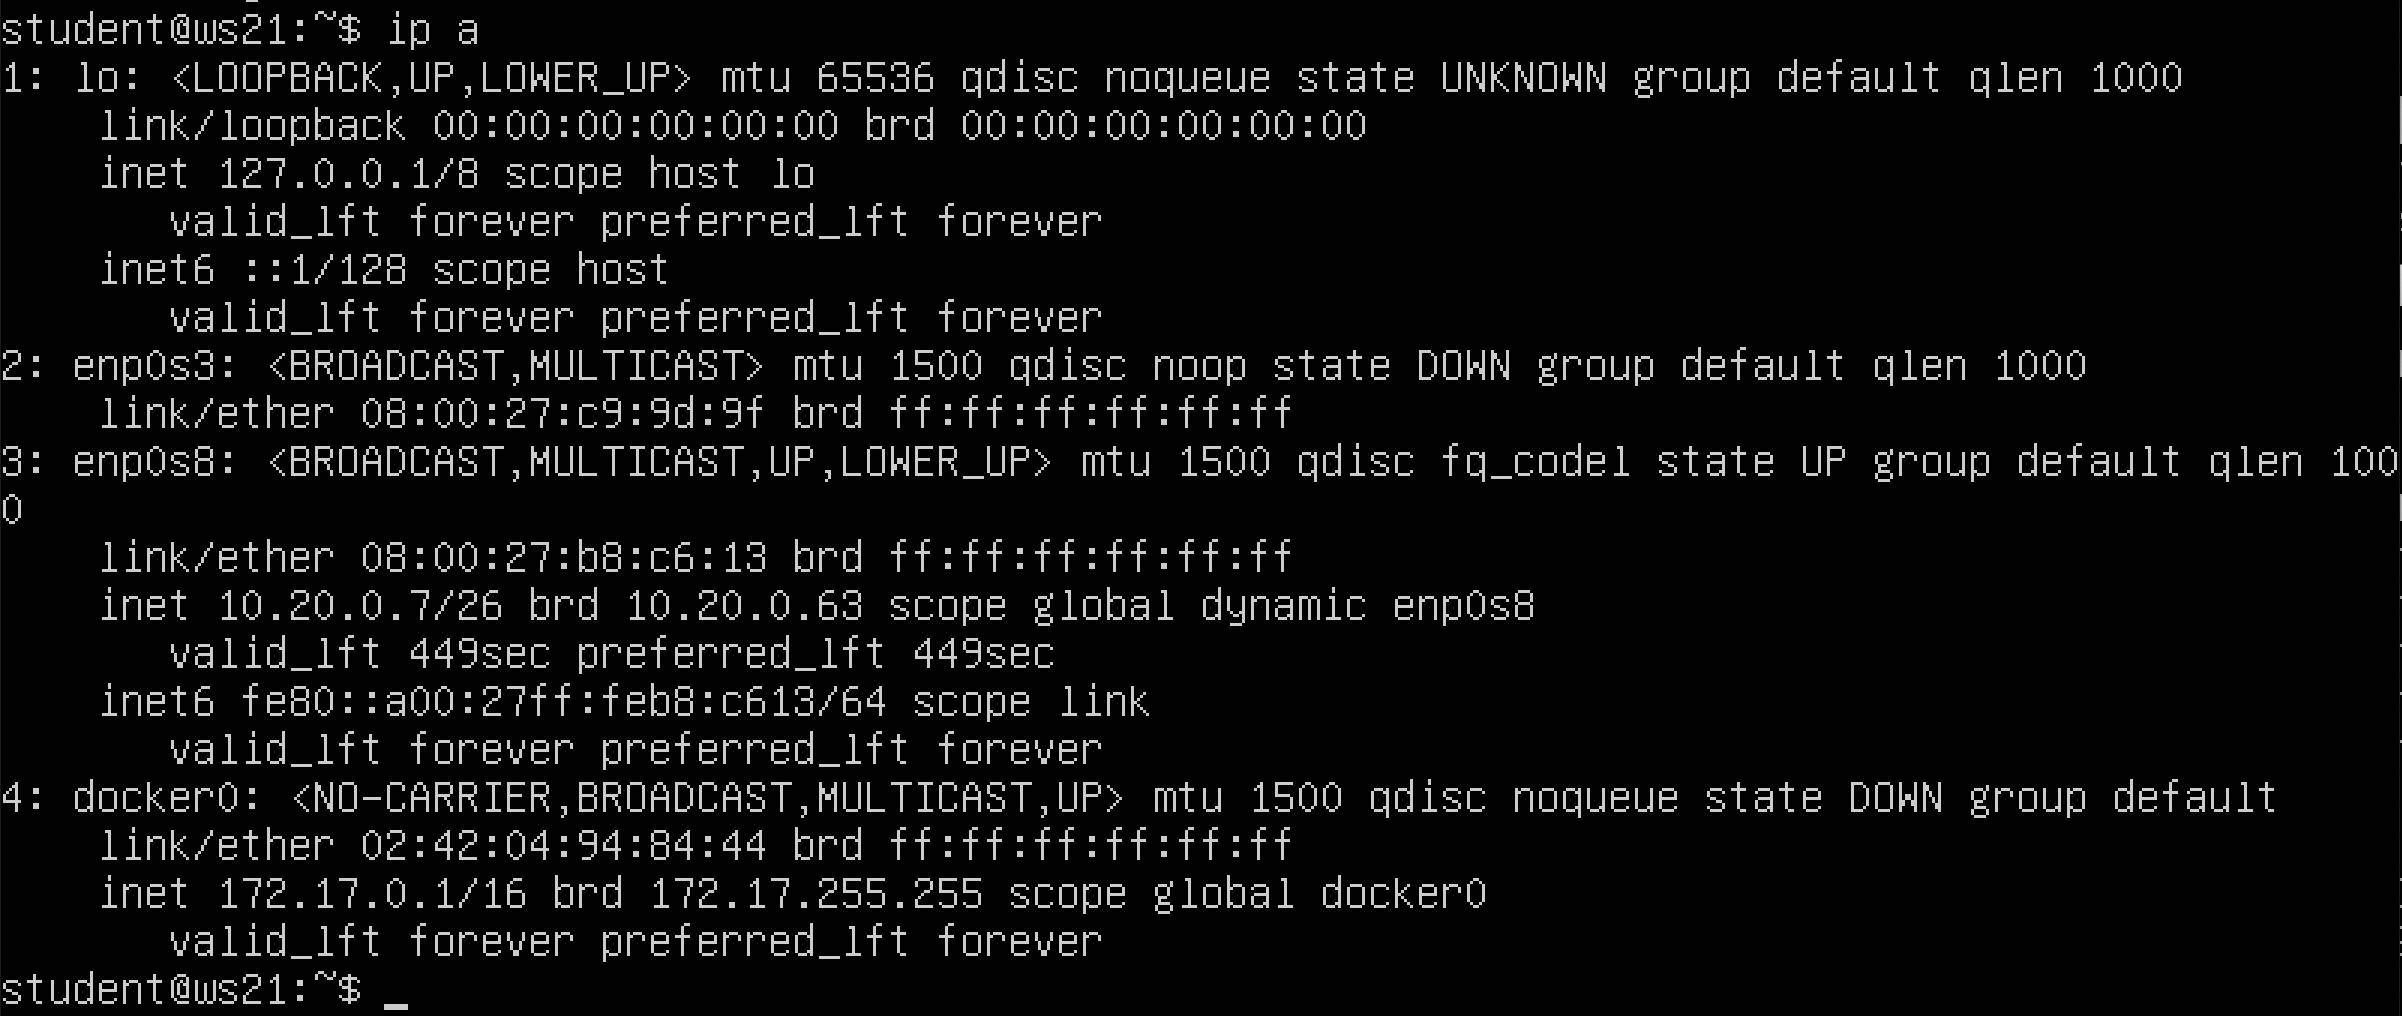 student@ws21:~$ ip a
1: lo: <LOOPBACK,UP,LOWER_UP> mtu 65536 qdisc noqueue state UNKNOWN group default qlen 1000
    link/loopback 00:00:00:00:00:00 brd 00:00:00:00:00:00
    inet 127.0.0.1/8 scope host lo
       valid_lft forever preferred_lft forever
    inet6 ::1/128 scope host
       valid_lft forever preferred_lft forever
2: enp0s3: <BROADCAST,MULTICAST> mtu 1500 qdisc noop state DOWN group default qlen 1000
    link/ether 08:00:27:c9:9d:9f brd ff:ff:ff:ff:ff:ff
3: enp0s8: <BROADCAST,MULTICAST,UP,LOWER_UP> mtu 1500 qdisc fq_codel state UP group default qlen 100
0
    link/ether 08:00:27:b8:c6:13 brd ff:ff:ff:ff:ff:ff
    inet 10.20.0.7/26 brd 10.20.0.63 scope global dynamic enp0s8
       valid_lft 449sec preferred_lft 449sec
    inet6 fe80::a00:27ff:feb8:c613/64 scope link
       valid_lft forever preferred_lft forever
4: docker0: <NO-CARRIER,BROADCAST,MULTICAST,UP> mtu 1500 qdisc noqueue state DOWN group default
    link/ether 02:42:04:94:84:44 brd ff:ff:ff:ff:ff:ff
    inet 172.17.0.1/16 brd 172.17.255.255 scope global docker0
       valid_lft forever preferred_lft forever
student@ws21:~$ _